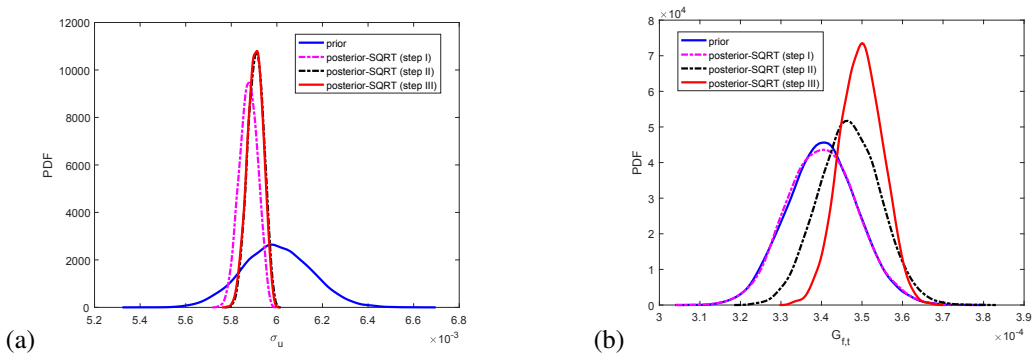 12000
10000
8000
6000
4000
2000
0
PDF
5.2 5.4 5.6 5.8 6 6.2 6.4 6.6 6.8
σu
×10-3
prior
posterior-SQRT (step I)
posterior-SQRT (step II)
posterior-SQRT (step III)
(a)
×104
8
7
6
5
4
3
2
1
0
PDF
3 3.1 3.2 3.3 3.4 3.5 3.6 3.7 3.8 3.9
Gf,t
×10-4
prior
posterior-SQRT (step I)
posterior-SQRT (step II)
posterior-SQRT (step III)
(b)